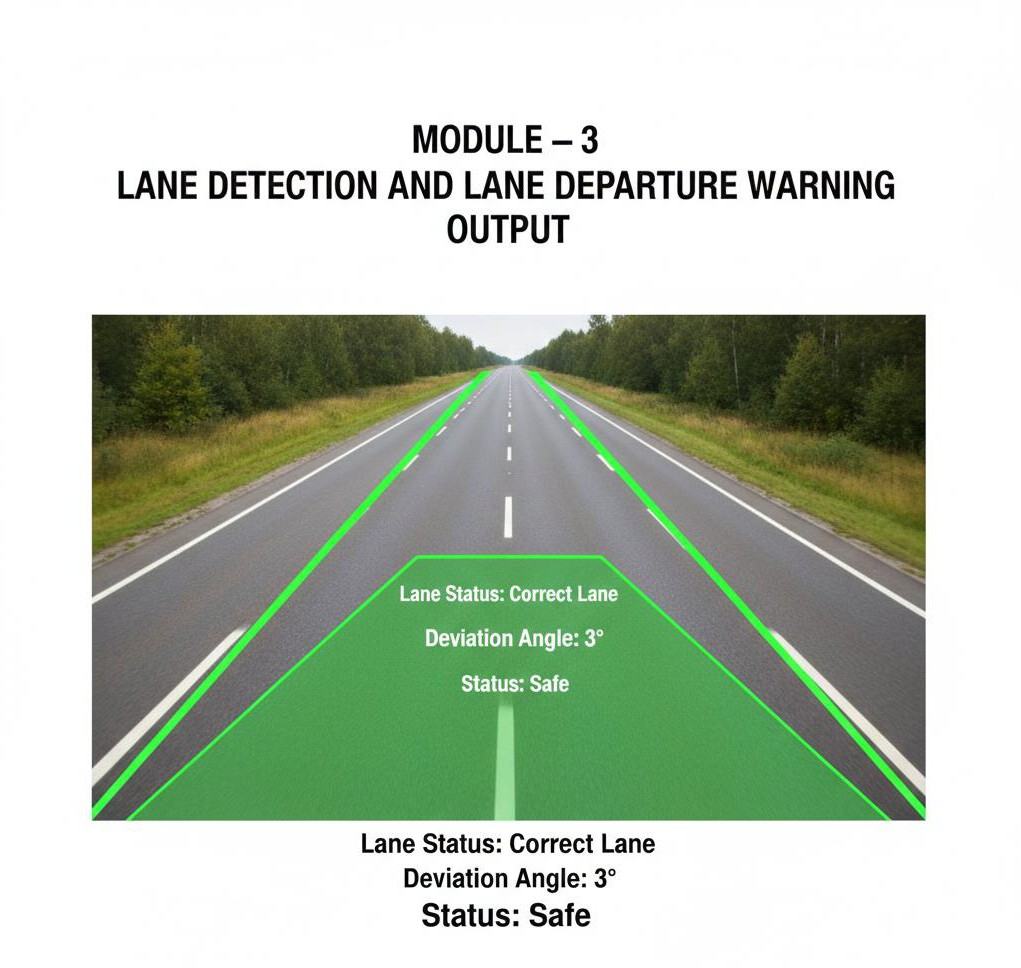 MODULE – 3
LANE DETECTION AND LANE DEPARTURE WARNING
OUTPUT
Lane Status: Correct Lane
Deviation Angle: 3°
Status: Safe
Lane Status: Correct Lane
Deviation Angle: 3°
Status: Safe